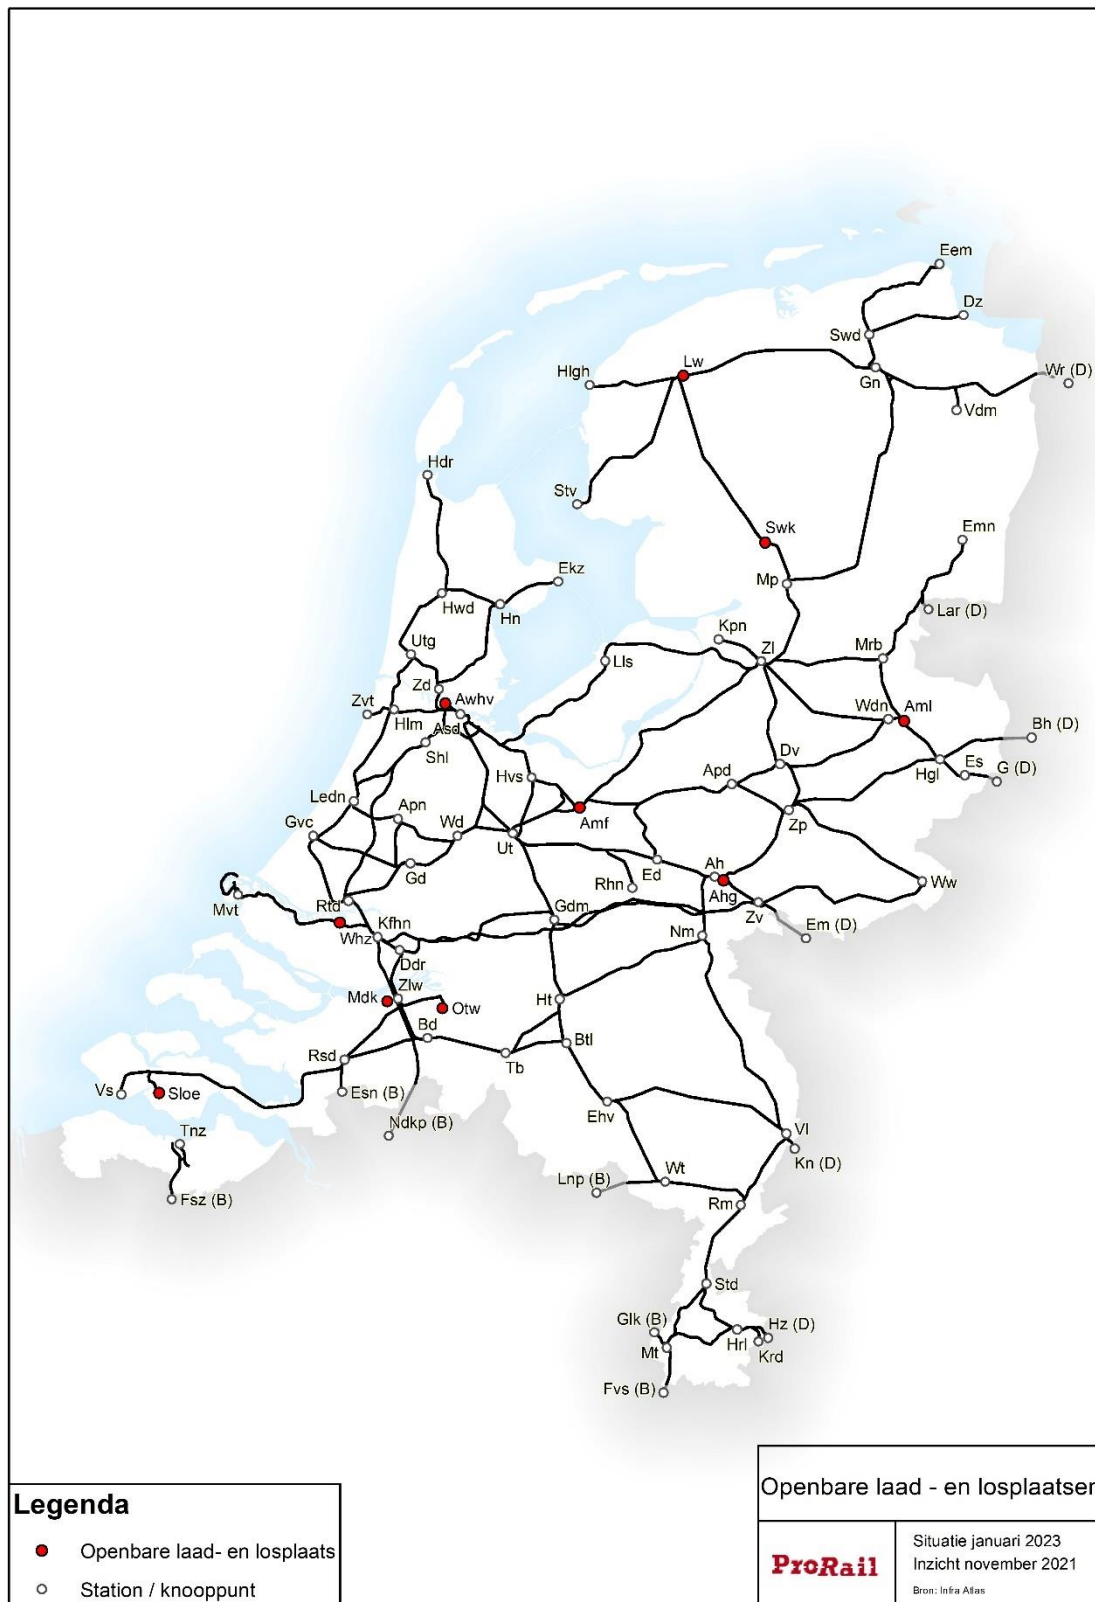 Eem
Dz
Swd
Lw
Gn
Wr (D)
Hlgh
Vdm
Hdr
Stv
Swk
Emn
Ekz
Mp
Hwd
Hn
Lar (D)
Kpn
Utg
Lls
Zl
Mrb
Zd
Awhv
Zvt
Hlm
Asd
Wdn
Aml
Bh (D)
Shl
Dv
Hvs
Apd
Hgl
Es
G (D)
Ledn
Apn
Gvc
Wd
Ut
Amf
Zp
Gd
Ed
Ah
Rhn
Ahg
Ww
Mvt
Rtd
Kfhn
Gdm
Zv
Whz
Nm
Em (D)
Ddr
Zlw
Mdk
Otw
Ht
Bd
Btl
Rsd
Tb
Vs
Sloe
Esn (B)
Ehv
Ndkp (B)
Tnz
Vl
Kn (D)
Wt
Lnp (B)
Fsz (B)
Rm
Std
Glk (B)
Hz (D)
Mt
Hrl
Krd
Fvs (B)
Openbare laad - en losplaatsen
ProRail
Situatie januari 2023
Inzicht november 2021
Bron: Infra Atlas
Legenda
Openbare laad- en losplaats
Station / knooppunt